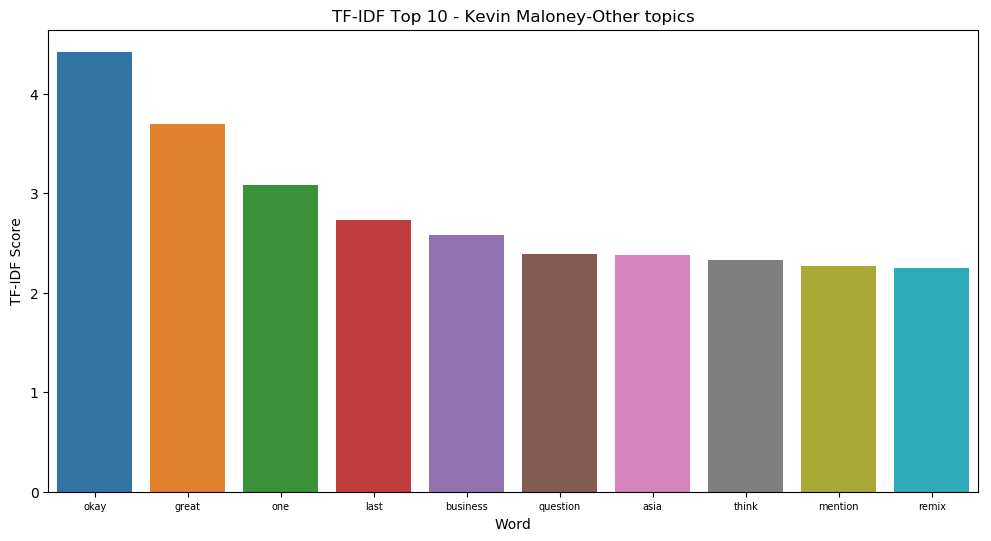 TF-IDF Top 10 - Kevin Maloney-Other topics
TF-IDF Score
4
3
2
1
0
okay great one last business question asia think mention remix
Word